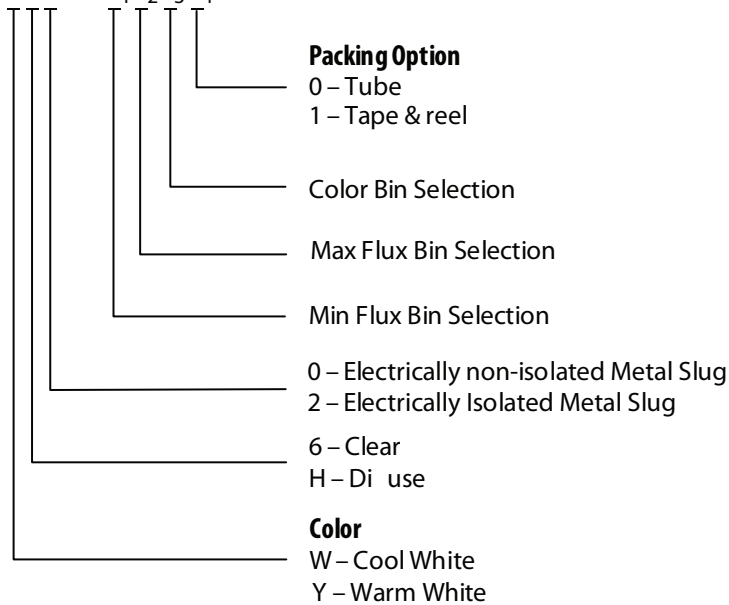 Packing Option
0 – Tube
1 – Tape & reel
Color Bin Selection
Max Flux Bin Selection
Min Flux Bin Selection
0 – Electrically non-isolated Metal Slug
2 – Electrically Isolated Metal Slug
6 – Clear
H – Di use
Color
W – Cool White
Y – Warm White